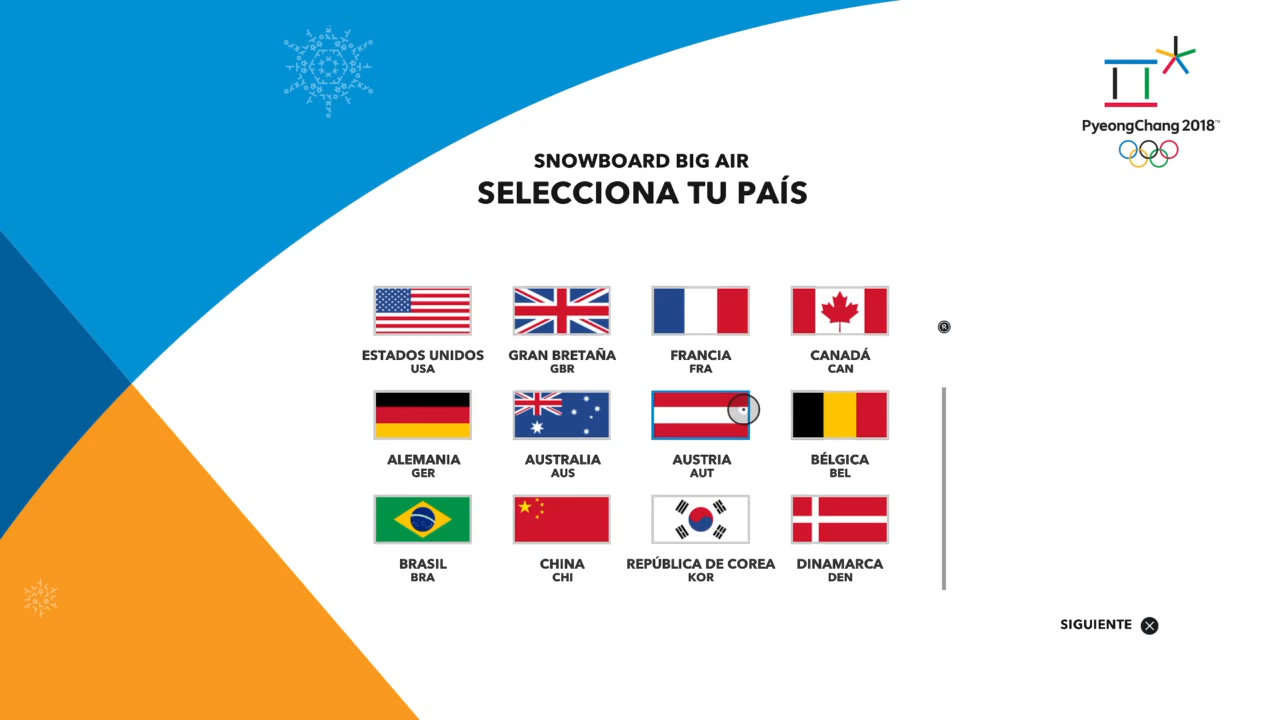 PyeongChang 2018™
SNOWBOARD BIG AIR
SELECCIONA TU PAÍS
ESTADOS UNIDOS
USA
GRAN BRETAÑA
GBR
FRANCIA
FRA
CANADÁ
CAN
R
ALEMANIA
GER
AUSTRALIA
AUS
AUSTRIA
AUT
BÉLGICA
BEL
BRASIL
BRA
CHINA
CHI
REPÚBLICA DE COREA
KOR
DINAMARCA
DEN
SIGUIENTE